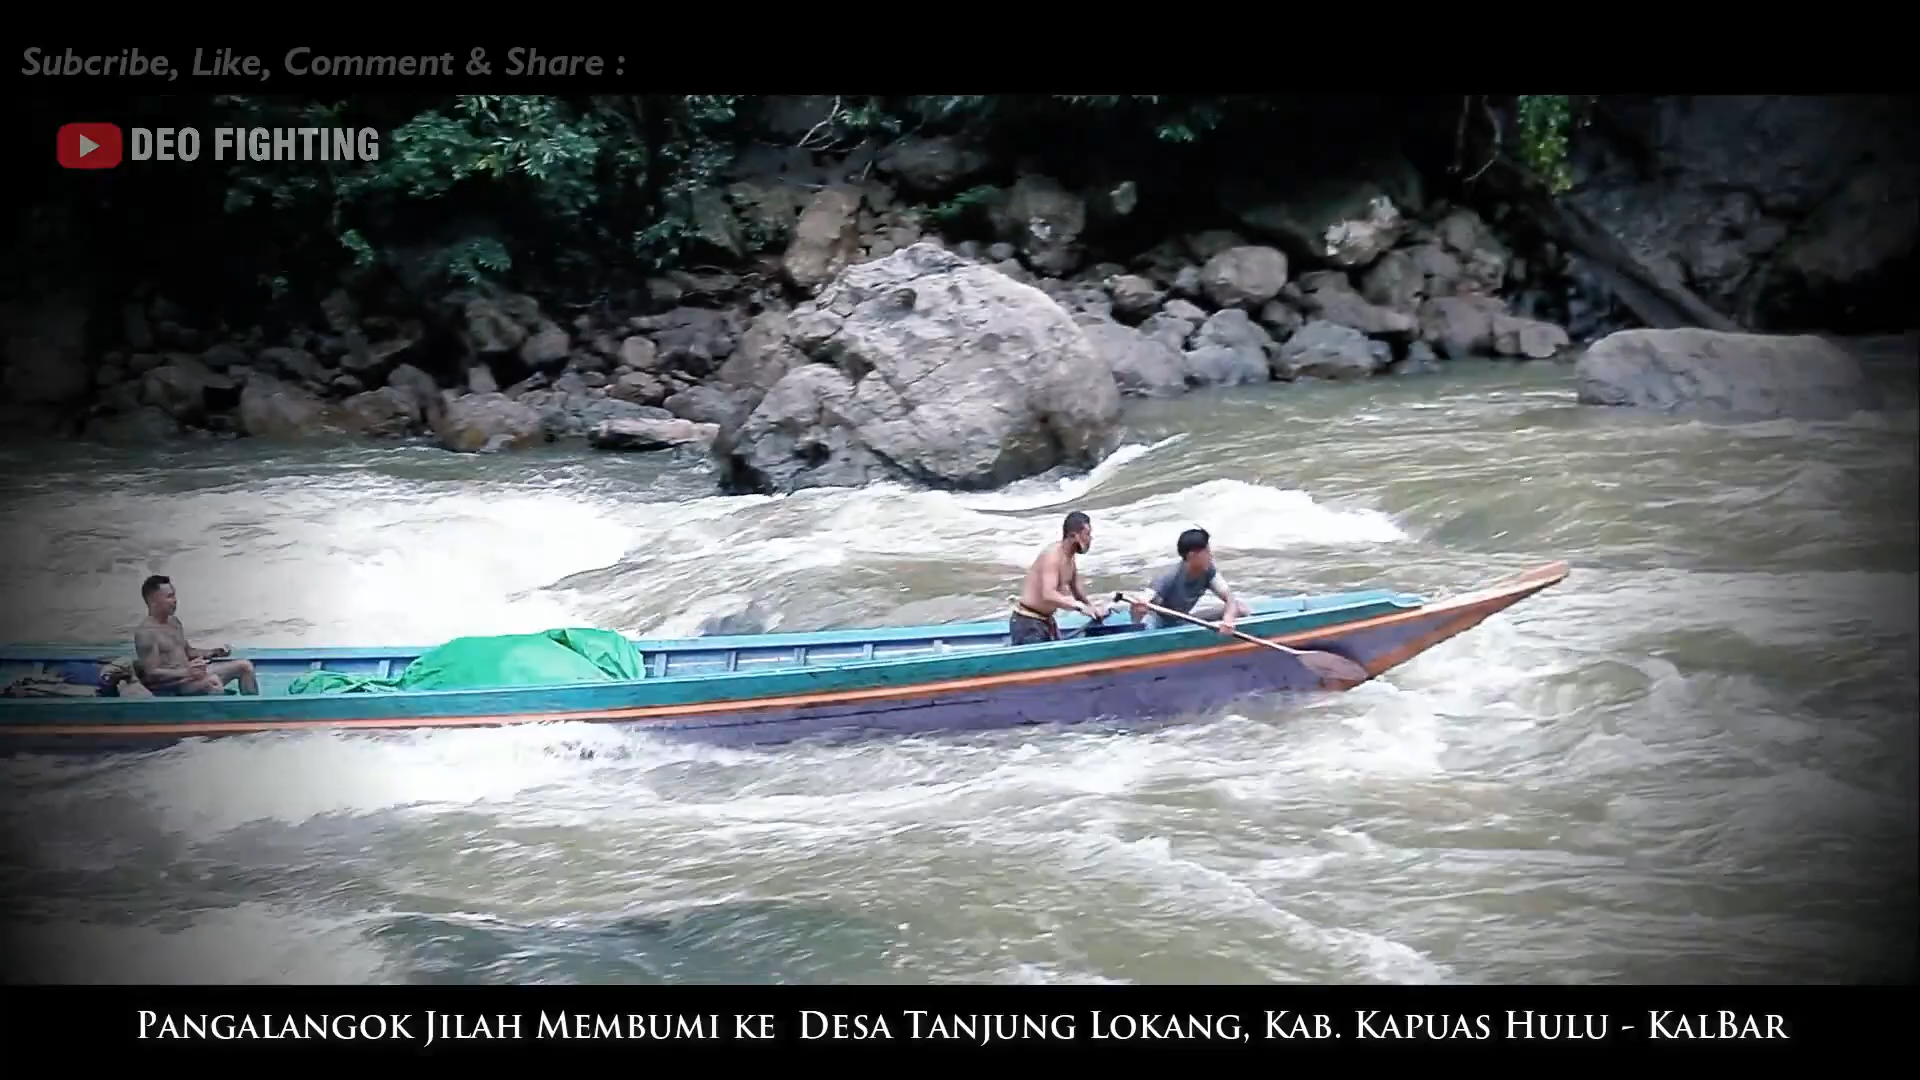 Subcribe, Like, Comment & Share :
DEO FIGHTING
PANGALANGOK JILAH MEMBUMI KE DESA TANJUNG LOKANG, KAB. KAPUAS HULU - KALBAR